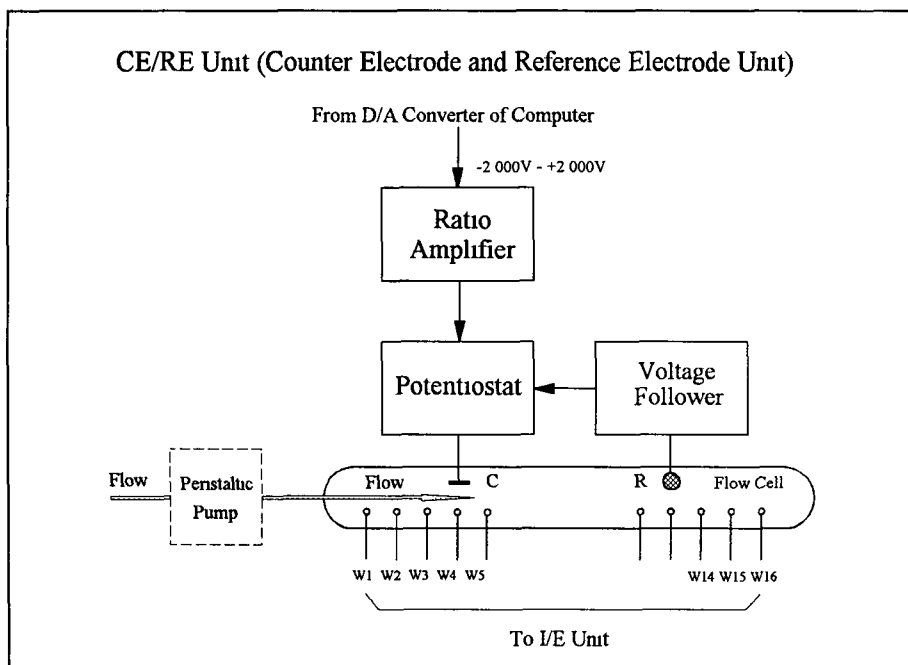 CE/RE Unit (Counter Electrode and Reference Electrode Unit)
From D/A Converter of Computer
-2 000V - +2 000V
Ratio
Amplifier
Potentiostat
Voltage
Follower
Flow
Peristaltic
Pump
Flow
C
R
Flow Cell
W1 W2 W3 W4 W5 W14 W15 W16
To I/E Unit